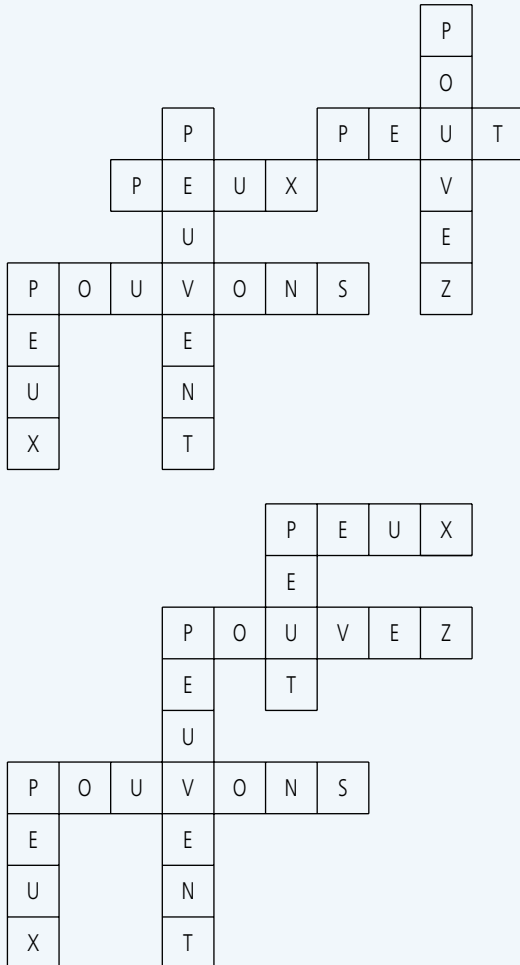 P
O
P P E U T
P E U X V
U E
P O U V O N S Z
E E
U N
X T
P E U X
E
P O U V E Z
E T
U
P O U V O N S
E E
U N
X T